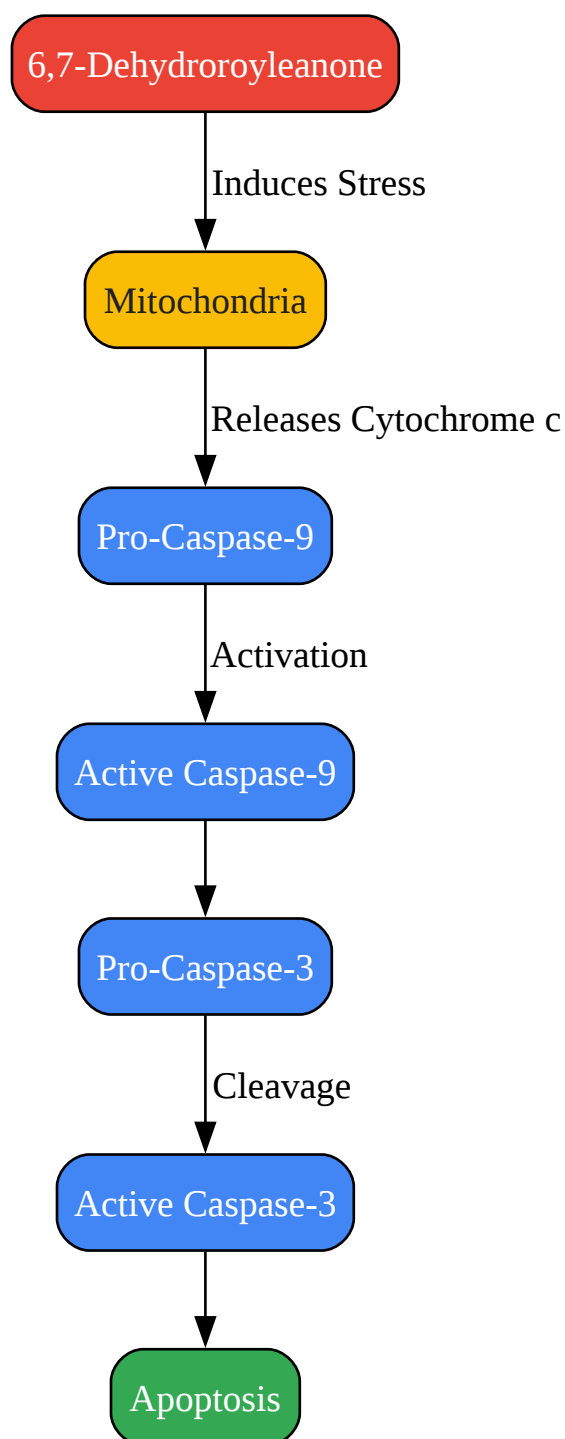 6,7-Dehydroroyleanone
Induces Stress
Mitochondria
Releases Cytochrome c
Pro-Caspase-9
Activation
Active Caspase-9
Pro-Caspase-3
Cleavage
Active Caspase-3
Apoptosis